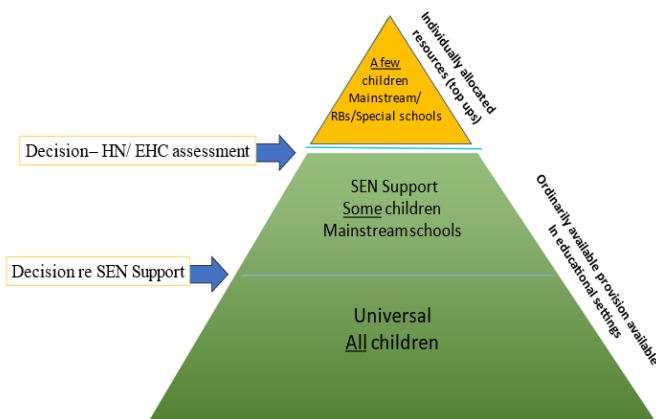 A few
children
Mainstream/
RBs/Special schools
Individually allocated
resources (top ups)
Decision– HN/ EHC assessment
SEN Support
Some children
Mainstream schools
Ordinarily available provision available
In educational settings
Decision re SEN Support
Universal
All children